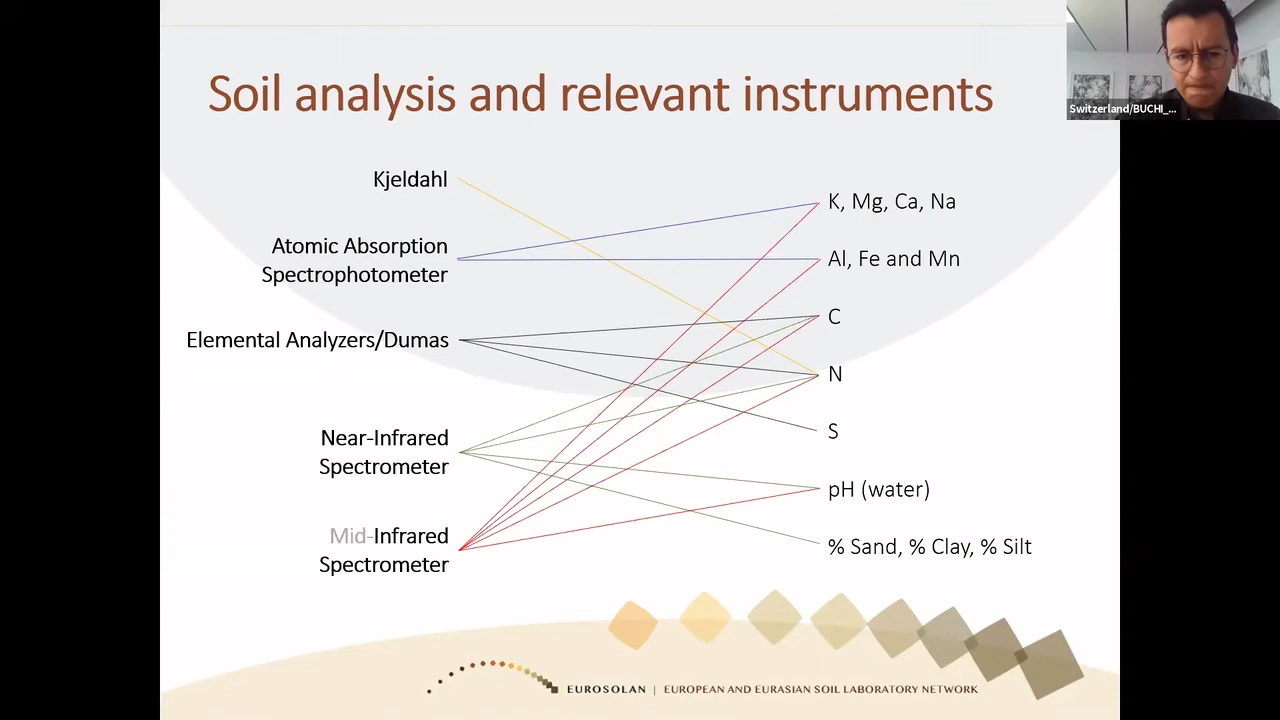 Soil analysis and relevant instruments
Switzerland/BUCHI_...
Kjeldahl
Atomic Absorption
Spectrophotometer
Elemental Analyzers/Dumas
Near-Infrared
Spectrometer
Mid-Infrared
Spectrometer
K, Mg, Ca, Na
Al, Fe and Mn
C
N
S
pH (water)
% Sand, % Clay, % Silt
EUROSOLAN | EUROPEAN AND EURASIAN SOIL LABORATORY NETWORK